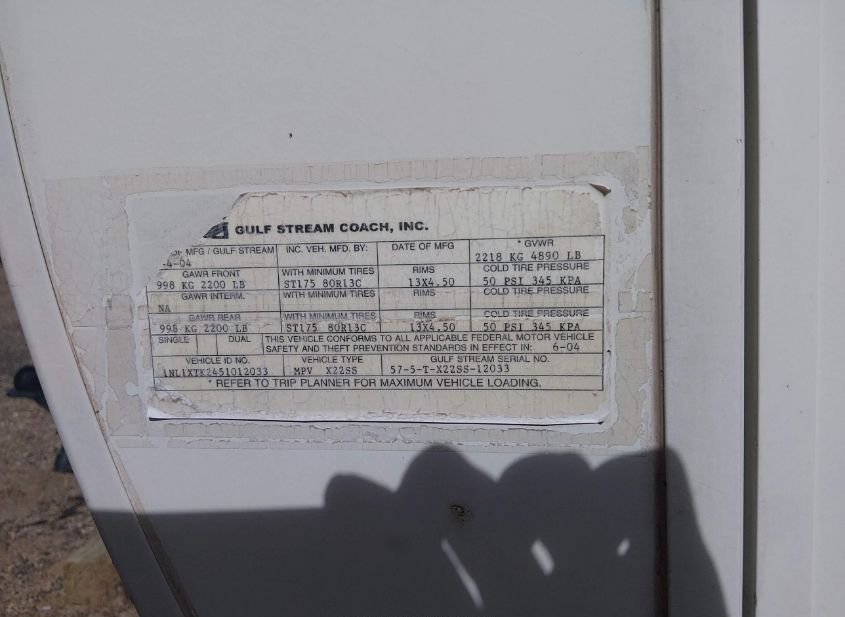 GULF STREAM COACH, INC.
OF MFG / GULF STREAM INC. VEH. MFD. BY: DATE OF MFG * GVWR
-4-04 2218 KG 4890 LB
GAWR FRONT WITH MINIMUM TIRES RIMS COLD TIRE PRESSURE
998 KG 2200 LB ST175 80R13C 13X4.50 50 PSI 345 KPA
GAWR INTERM. WITH MINIMUM TIRES RIMS COLD TIRE PRESSURE
NA
GAWR REAR WITH MINIMUM TIRES RIMS COLD TIRE PRESSURE
998 KG 2200 LB ST175 80R13C 13X4.50 50 PSI 345 KPA
SINGLE DUAL THIS VEHICLE CONFORMS TO ALL APPLICABLE FEDERAL MOTOR VEHICLE
SAFETY AND THEFT PREVENTION STANDARDS IN EFFECT IN: 6-04
VEHICLE ID NO. VEHICLE TYPE GULF STREAM SERIAL NO.
1NL1XTK2451012033 MPV X22SS 57-5-T-X22SS-12033
* REFER TO TRIP PLANNER FOR MAXIMUM VEHICLE LOADING.